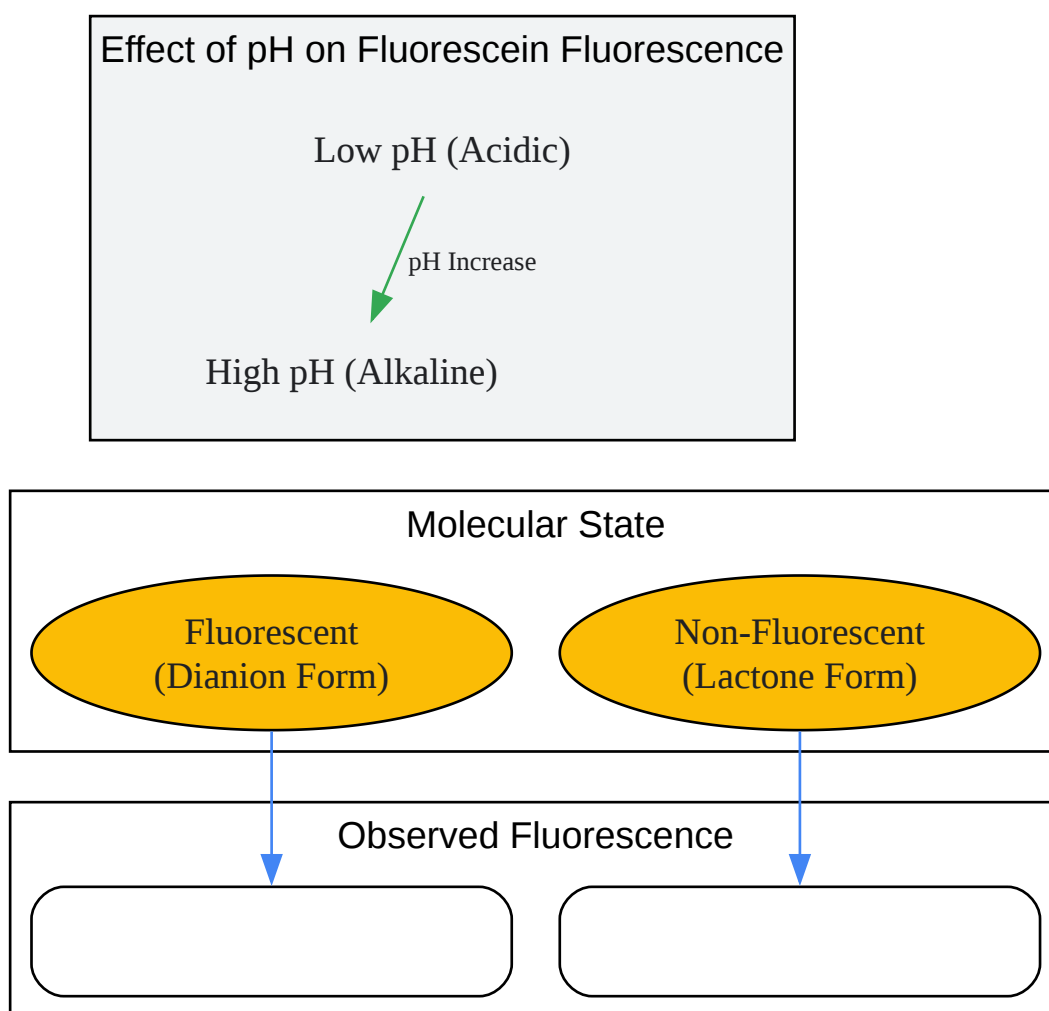 Effect of pH on Fluorescein Fluorescence
Low pH (Acidic)
pH Increase
High pH (Alkaline)
Molecular State
Fluorescent
(Dianion Form)
Non-Fluorescent
(Lactone Form)
Observed Fluorescence